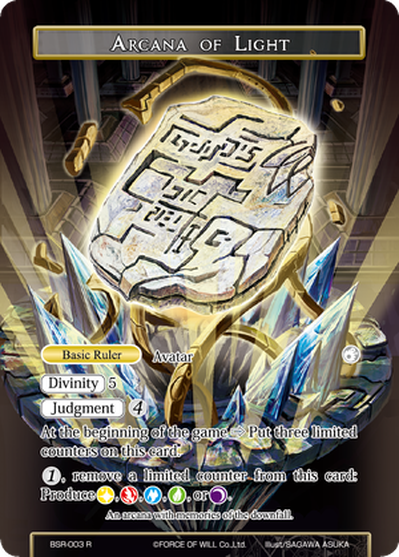 Arcana of Light
Basic Ruler Avatar
Divinity 5
Judgment 4
At the beginning of the game ⇨ Put three limited
counters on this card.
1, remove a limited counter from this card:
Produce , , , , or .
An arcana with memories of the downfall.
BSR-003 R ©FORCE OF WILL Co.,Ltd. Illust/SAGAWA ASUKA